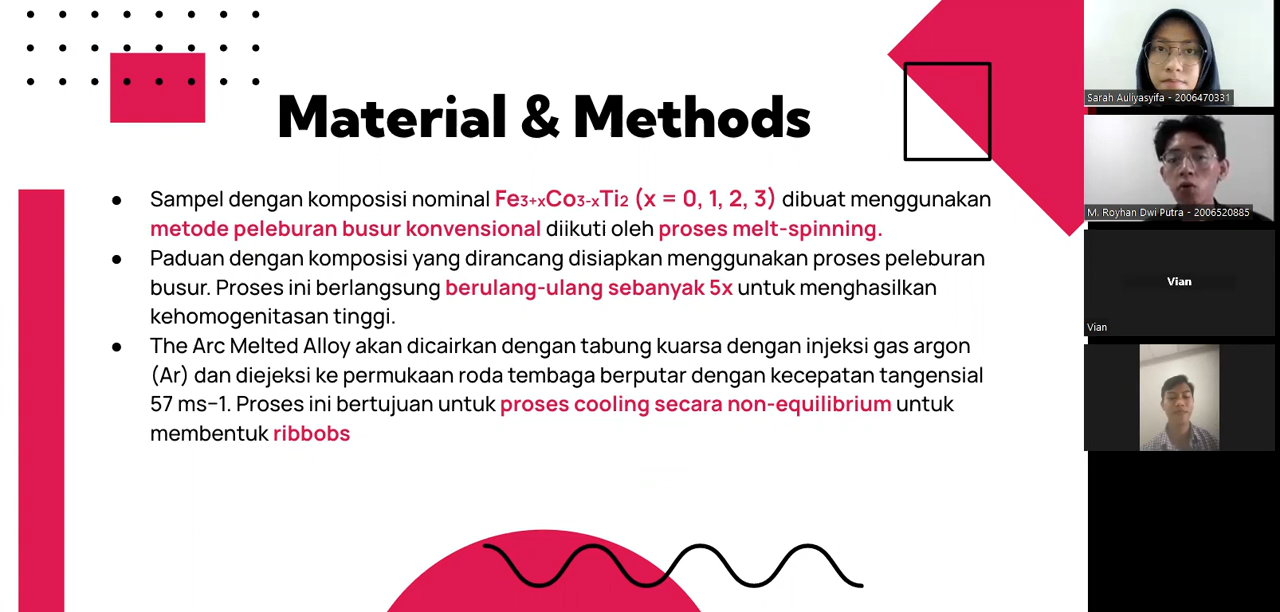 Material & Methods
● Sampel dengan komposisi nominal Fe3+xCo3-xTi2 (x = 0, 1, 2, 3) dibuat menggunakan
metode peleburan busur konvensional diikuti oleh proses melt-spinning.
● Paduan dengan komposisi yang dirancang disiapkan menggunakan proses peleburan
busur. Proses ini berlangsung berulang-ulang sebanyak 5x untuk menghasilkan
kehomogenitasan tinggi.
● The Arc Melted Alloy akan dicairkan dengan tabung kuarsa dengan injeksi gas argon
(Ar) dan diejeksi ke permukaan roda tembaga berputar dengan kecepatan tangensial
57 ms−1. Proses ini bertujuan untuk proses cooling secara non-equilibrium untuk
membentuk ribbobs
Sarah Auliyasyifa - 2006470331
M. Royhan Dwi Putra - 2006520885
Vian
Vian